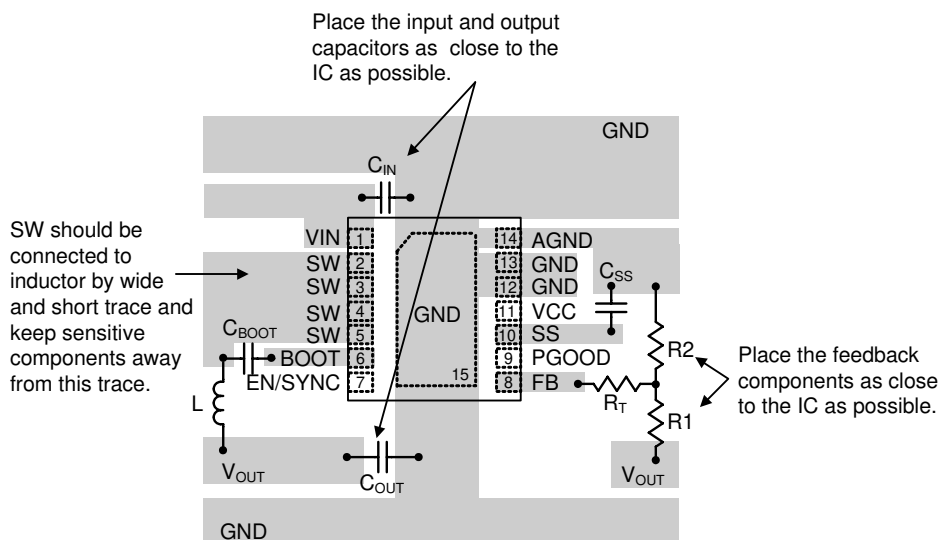 Place the input and output
capacitors as close to the
IC as possible.
GND
CIN
SW should be
connected to
inductor by wide
and short trace and
keep sensitive
components away
from this trace.
VIN 1
SW 2
SW 3
SW 4
SW 5
BOOT 6
EN/SYNC 7
GND
15
14 AGND
13 GND
12 GND
11 VCC
10 SS
9 PGOOD
8 FB
CSS
CBOOT
L
VOUT
COUT
GND
RT
R2
R1
VOUT
Place the feedback
components as close
to the IC as possible.